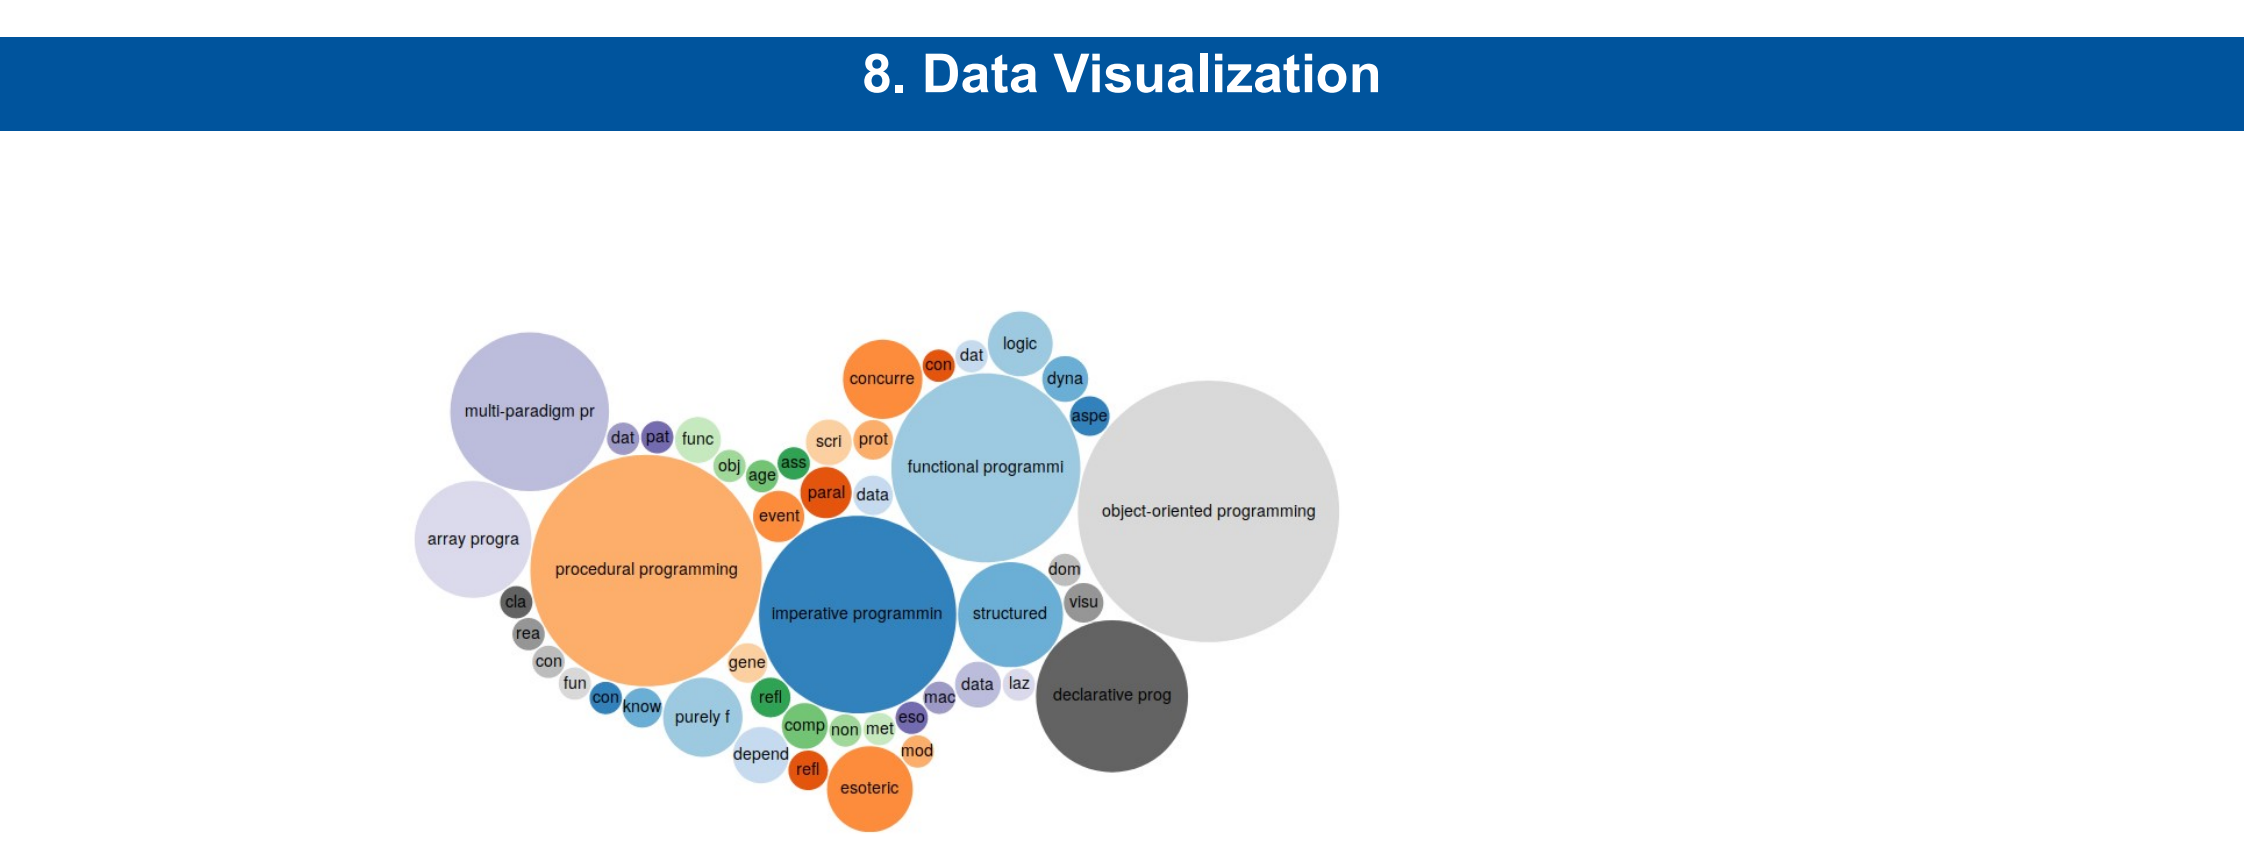 8. Data Visualization
logic
dat
con
concurre
dyna
multi-paradigm pr
aspe
dat
pat
func
scri
prot
obj
age
ass
functional programmi
paral
data
event
object-oriented programming
array progra
procedural programming
dom
cla
visu
imperative programmin
structured
rea
con
gene
fun
con
know
refl
mac
data
laz
declarative prog
purely f
comp
non
met
eso
depend
mod
refl
esoteric